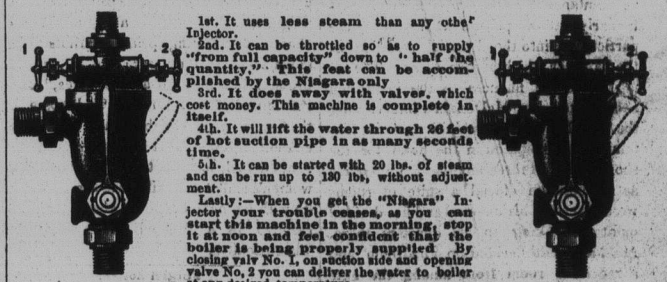 1st. It uses less steam than any other
Injector.
2nd. It can be throttled so as to supply
"from full capacity" down to "half the
quantity." This feat can be accom-
plished by the Niagara only
3rd. It does away with valves, which
cost money. This machine is complete in
itself.
4th. It will lift the water through 26 feet
of hot suction pipe in as many seconds
time.
5th. It can be started with 20 lbs. of steam
and can be run up to 130 lbs, without adjust-
ment.
Lastly:—When you get the "Niagara" In-
jector your trouble ceases, as you can
start this machine in the morning, stop
it at noon and feel confident that the
boiler is being properly supplied By
closing valv No. 1, on suction side and opening
valve No, 2 you can deliver the water to boiler
1 2